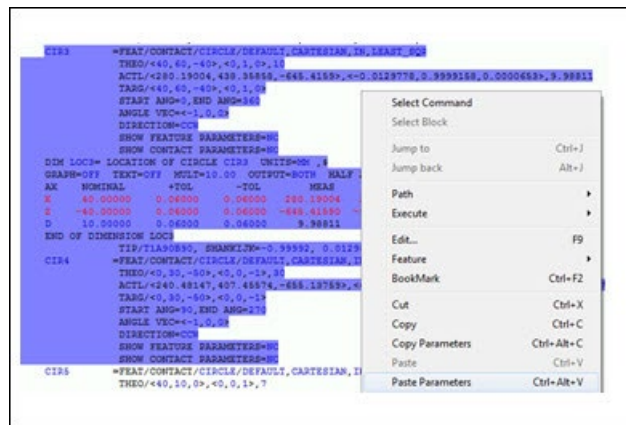 CIR3 =FEAT/CONTACT/CIRCLE/DEFAULT,CARTESIAN,IN,LEAST_SQR
THEO/<40,60,-40>,<0,1,0>,10
ACTL/<280.19004,438.35858,-645.4159>,<-0.0129778,0.9999158,0.0000653>,9.98811
TARG/<40,60,-40>,<0,1,0>
START ANG=0,END ANG=360
ANGLE VEC=<-1,0,0>
DIRECTION=CCW
SHOW FEATURE PARAMETERS=NO
SHOW CONTACT PARAMETERS=NO
DIM LOC3= LOCATION OF CIRCLE CIR3 UNITS=MM ,$
GRAPH=OFF TEXT=OFF MULT=10.00 OUTPUT=BOTH HALF
AX NOMINAL +TOL -TOL MEAS
X 40.00000 0.06000 0.06000 280.19004
Z -40.00000 0.06000 0.06000 -645.41590
D 10.00000 0.06000 0.06000 9.98811
END OF DIMENSION LOC3
TIP/T1A90B90, SHANKIJK=-0.99992, 0.0129
CIR4 =FEAT/CONTACT/CIRCLE/DEFAULT,CARTESIAN,IN
THEO/<0,30,-50>,<0,0,-1>,30
ACTL/<240.48147,407.45574,-655.13759>,<
TARG/<0,30,-50>,<0,0,-1>
START ANG=90,END ANG=270
ANGLE VEC=<-1,0,0>
DIRECTION=CCW
SHOW FEATURE PARAMETERS=NO
SHOW CONTACT PARAMETERS=NO
CIR5 =FEAT/CONTACT/CIRCLE/DEFAULT,CARTESIAN,IN
THEO/<40,10,0>,<0,0,1>,7
Select Command
Select Block
Jump to Ctrl+J
Jump back Alt+J
Path
Execute
Edit... F9
Feature
BookMark Ctrl+F2
Cut Ctrl+X
Copy Ctrl+C
Copy Parameters Ctrl+Alt+C
Paste Ctrl+V
Paste Parameters Ctrl+Alt+V